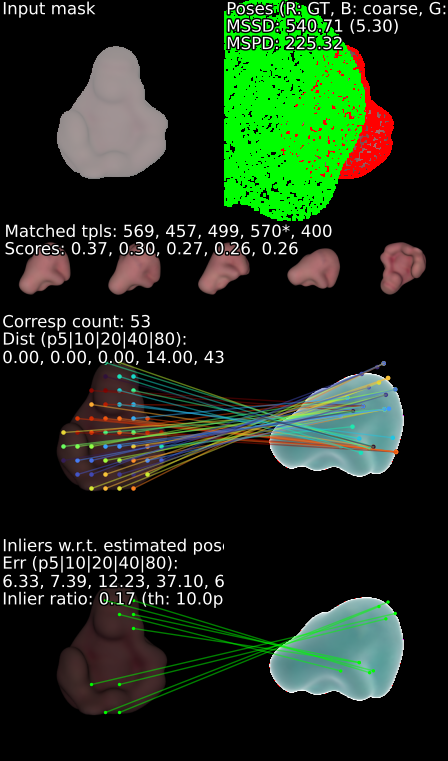 Input mask
Poses (R: GT, B: coarse, G:
MSSD: 540.71 (5.30)
MSPD: 225.32
Matched tpls: 569, 457, 499, 570*, 400
Scores: 0.37, 0.30, 0.27, 0.26, 0.26
Corresp count: 53
Dist (p5|10|20|40|80):
0.00, 0.00, 0.00, 14.00, 43
Inliers w.r.t. estimated pos
Err (p5|10|20|40|80):
6.33, 7.39, 12.23, 37.10, 6
Inlier ratio: 0.17 (th: 10.0p